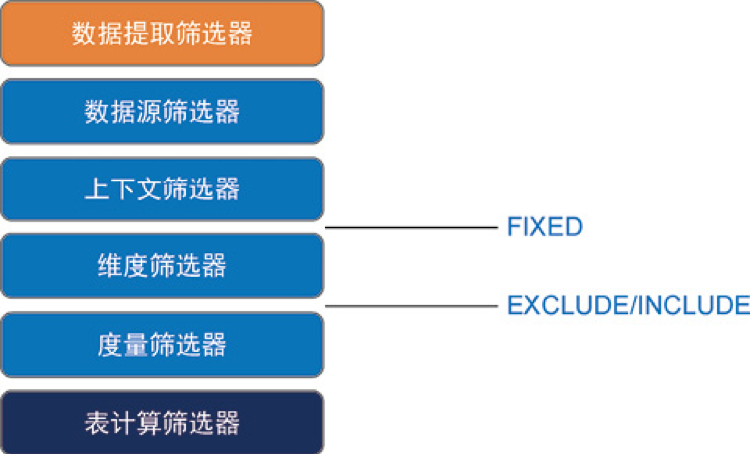 数据提取筛选器
数据源筛选器
上下文筛选器
FIXED
维度筛选器
EXCLUDE/INCLUDE
度量筛选器
表计算筛选器